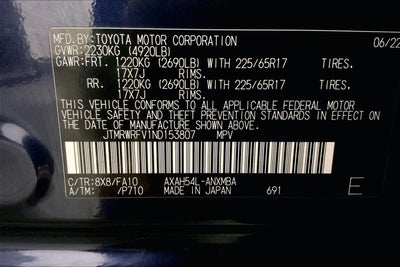 MFD.BY:TOYOTA MOTOR CORPORATION 06/22
GVWR:2230KG (4920LB)
GAWR:FRT. 1220KG (2690LB) WITH 225/65R17 TIRES.
17X7J RIMS.
RR. 1220KG (2690LB) WITH 225/65R17 TIRES.
17X7J RIMS.
THIS VEHICLE CONFORMS TO ALL APPLICABLE FEDERAL MOTOR
VEHICLE SAFETY AND THEFT PREVENTION STANDARDS IN EFFECT
ON THE DATE OF MANUFACTURE SHOWN ABOVE.
JTMRWRFV1ND153807 MPV
C/TR:8X8/FA10 AXAH54L-ANXMBA
A/TM: /P710 MADE IN JAPAN 691 E